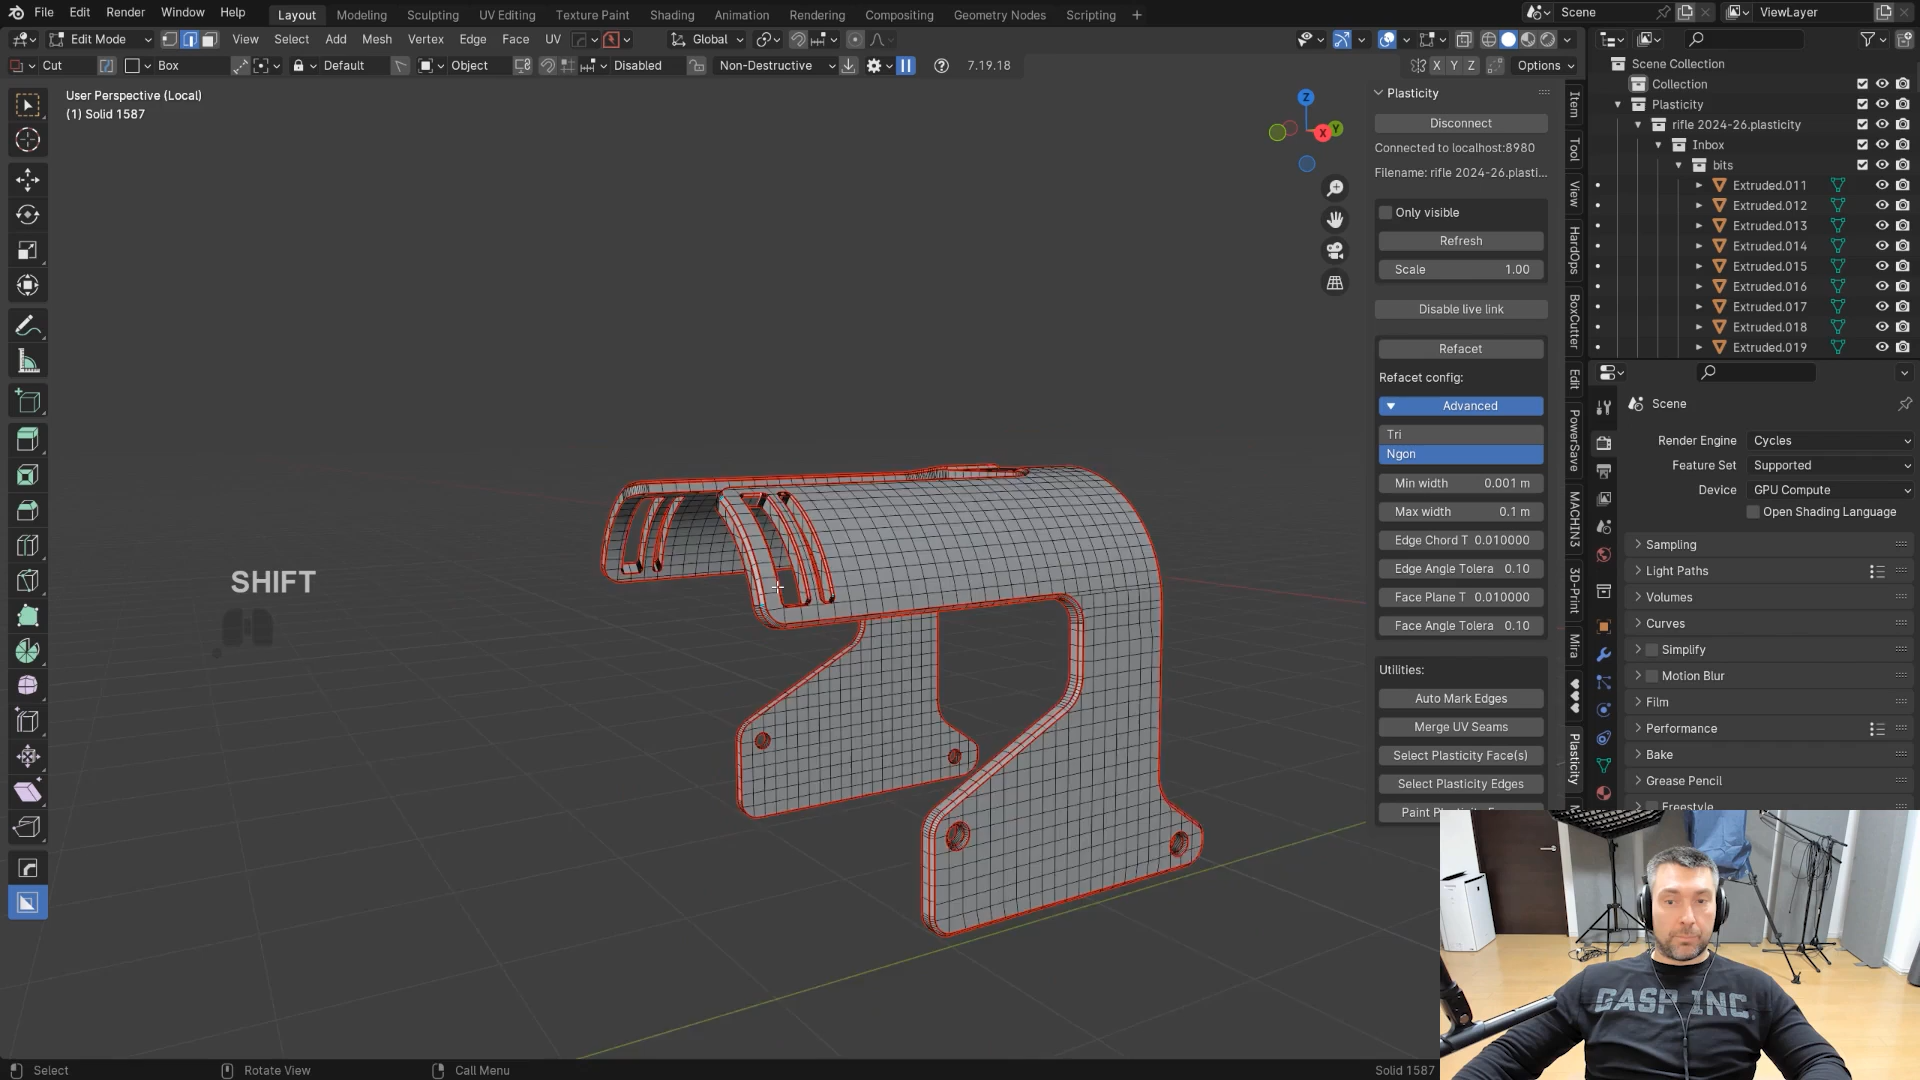 File Edit Render Window Help Layout Modeling Sculpting UV Editing Texture Paint Shading Animation Rendering Compositing Geometry Nodes Scripting + Scene ViewLayer
Edit Mode View Select Add Mesh Vertex Edge Face UV Global
Cut Box Default Object Disabled Non-Destructive 7.19.18 X Y Z Options
User Perspective (Local)
(1) Solid 1587
SHIFT
Z
X
Y
Plasticity
Disconnect
Connected to localhost:8980
Filename: rifle 2024-26.plasti...
Only visible
Refresh
Scale 1.00
Disable live link
Refacet
Refacet config:
Advanced
Tri
Ngon
Min width 0.001 m
Max width 0.1 m
Edge Chord T 0.010000
Edge Angle Tolera 0.10
Face Plane T 0.010000
Face Angle Tolera 0.10
Utilities:
Auto Mark Edges
Merge UV Seams
Select Plasticity Face(s)
Select Plasticity Edges
Item
Tool
View
HardOps
BoxCutter
Edit
PowerSave
MACHIN3
3D-Print
Mira
Plasticity
Scene Collection
Collection
Plasticity
rifle 2024-26.plasticity
Inbox
bits
Extruded.011
Extruded.012
Extruded.013
Extruded.014
Extruded.015
Extruded.016
Extruded.017
Extruded.018
Extruded.019
Scene
Render Engine Cycles
Feature Set Supported
Device GPU Compute
Open Shading Language
Sampling
Light Paths
Volumes
Curves
Simplify
Motion Blur
Film
Performance
Bake
Grease Pencil
Freestyle
GASP INC.
Select Rotate View Call Menu Solid 1587